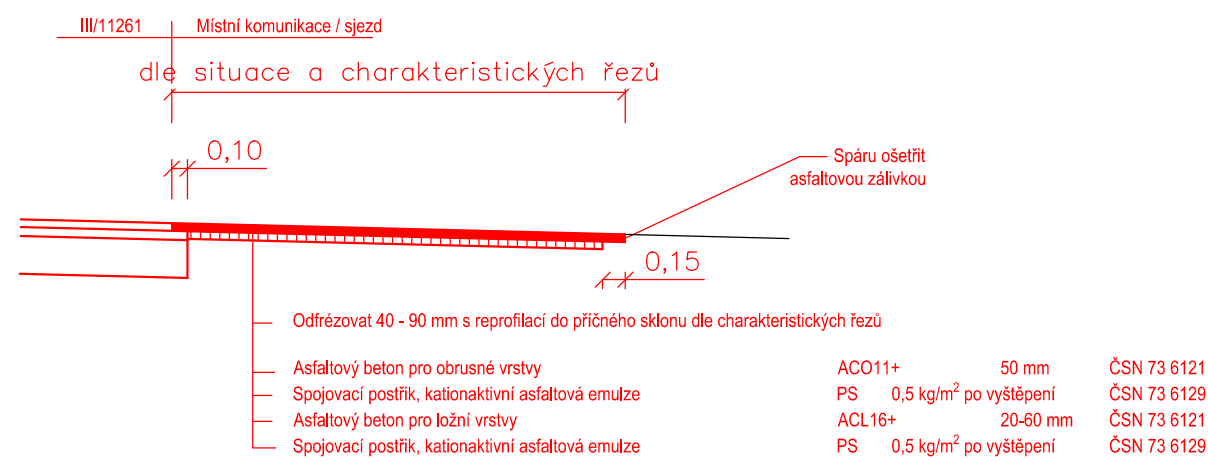 III/11261 Místní komunikace / sjezd
dle situace a charakteristických řezů
0,10
Spáru ošetřit
asfaltovou zálivkou
0,15
Odfrézovat 40 - 90 mm s reprofilací do příčného sklonu dle charakteristických řezů
Asfaltový beton pro obrusné vrstvy ACO11+ 50 mm ČSN 73 6121
Spojovací postřik, kationaktivní asfaltová emulze PS 0,5 kg/m² po vyštěpení ČSN 73 6129
Asfaltový beton pro ložní vrstvy ACL16+ 20-60 mm ČSN 73 6121
Spojovací postřik, kationaktivní asfaltová emulze PS 0,5 kg/m² po vyštěpení ČSN 73 6129